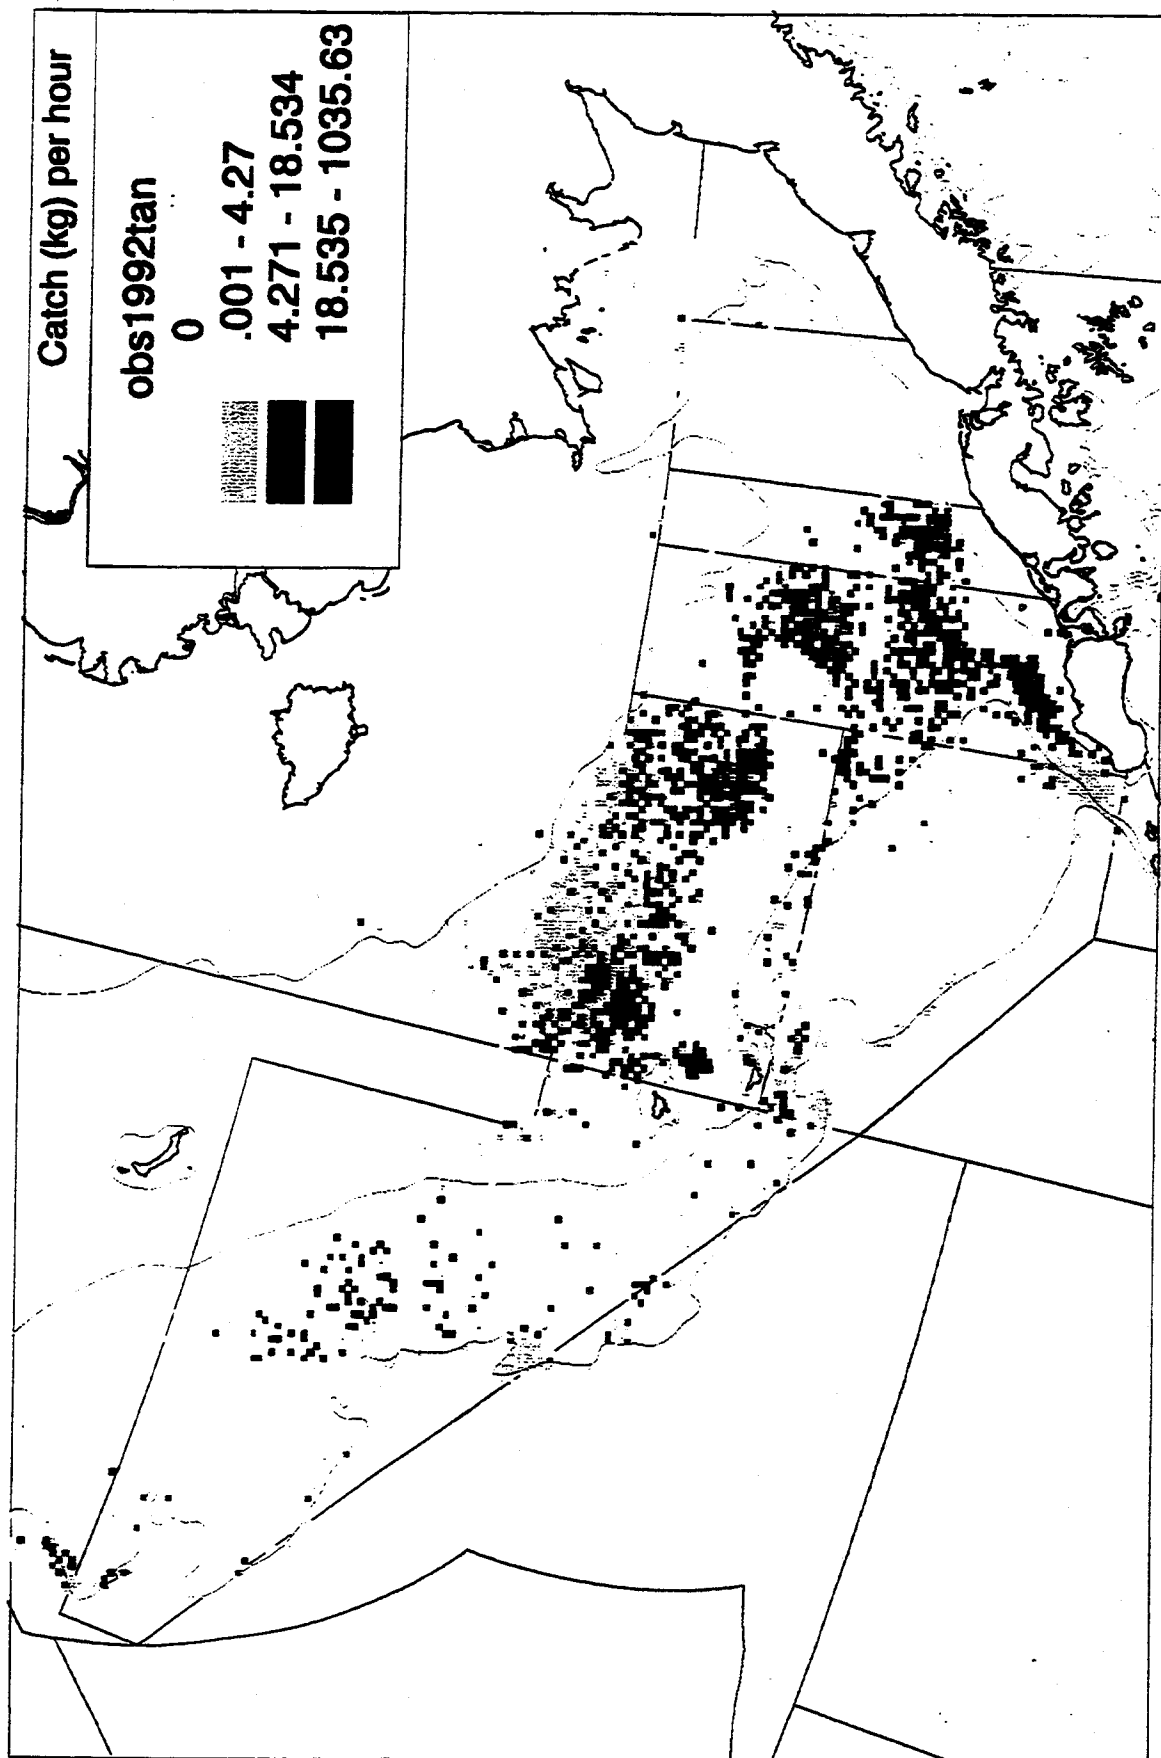 Catch (kg) per hour
obs1992tan
0
.001 - 4.27
4.271 - 18.534
18.535 - 1035.63